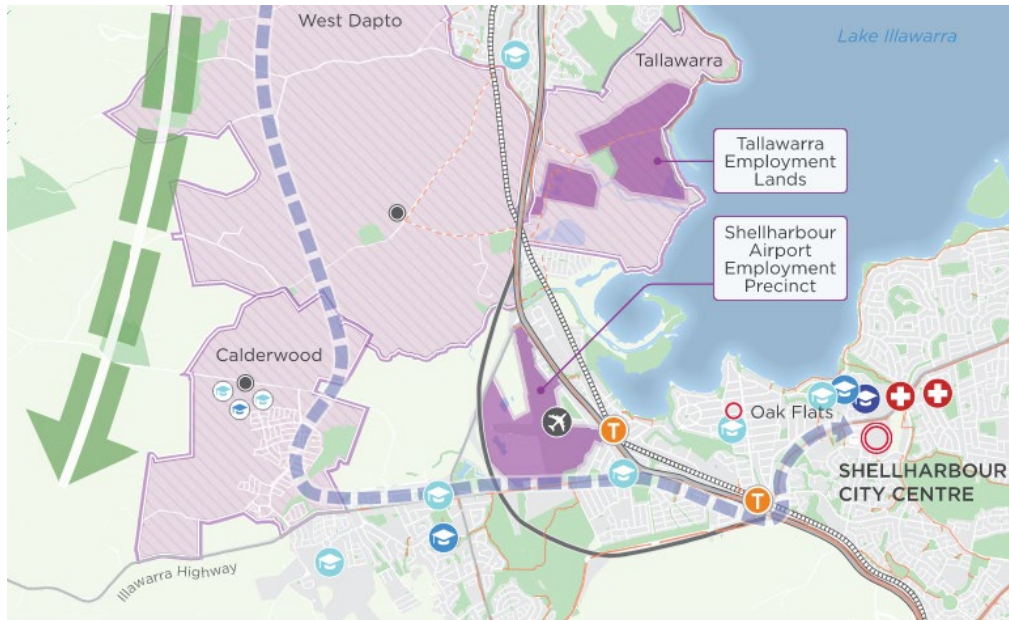 West Dapto
Lake Illawarra
Tallawarra
Tallawarra
Employment
Lands
Shellharbour
Airport
Employment
Precinct
Calderwood
Oak Flats
T
T
SHELLHARBOUR
CITY CENTRE
Illawarra Highway